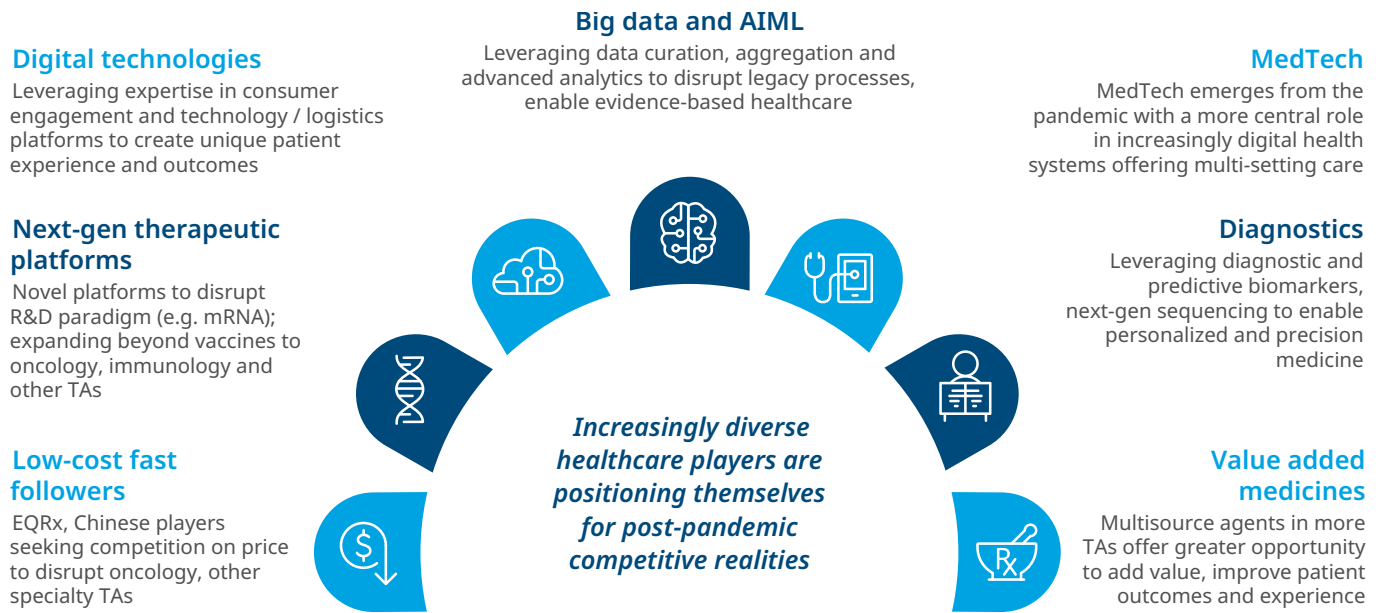 Big data and AIML
Leveraging data curation, aggregation and
advanced analytics to disrupt legacy processes,
enable evidence-based healthcare
Digital technologies
Leveraging expertise in consumer
engagement and technology / logistics
platforms to create unique patient
experience and outcomes
MedTech
MedTech emerges from the
pandemic with a more central role
in increasingly digital health
systems offering multi-setting care
Next-gen therapeutic
platforms
Novel platforms to disrupt
R&D paradigm (e.g. mRNA);
expanding beyond vaccines to
oncology, immunology and
other TAs
Diagnostics
Leveraging diagnostic and
predictive biomarkers,
next-gen sequencing to enable
personalized and precision
medicine
Low-cost fast
followers
EQRx, Chinese players
seeking competition on price
to disrupt oncology, other
specialty TAs
$
Increasingly diverse
healthcare players are
positioning themselves
for post-pandemic
competitive realities
Rx
Value added
medicines
Multisource agents in more
TAs offer greater opportunity
to add value, improve patient
outcomes and experience